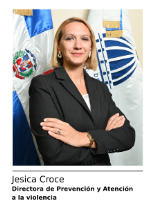 Jesica Croce
Directora de Prevención y Atención
a la violencia